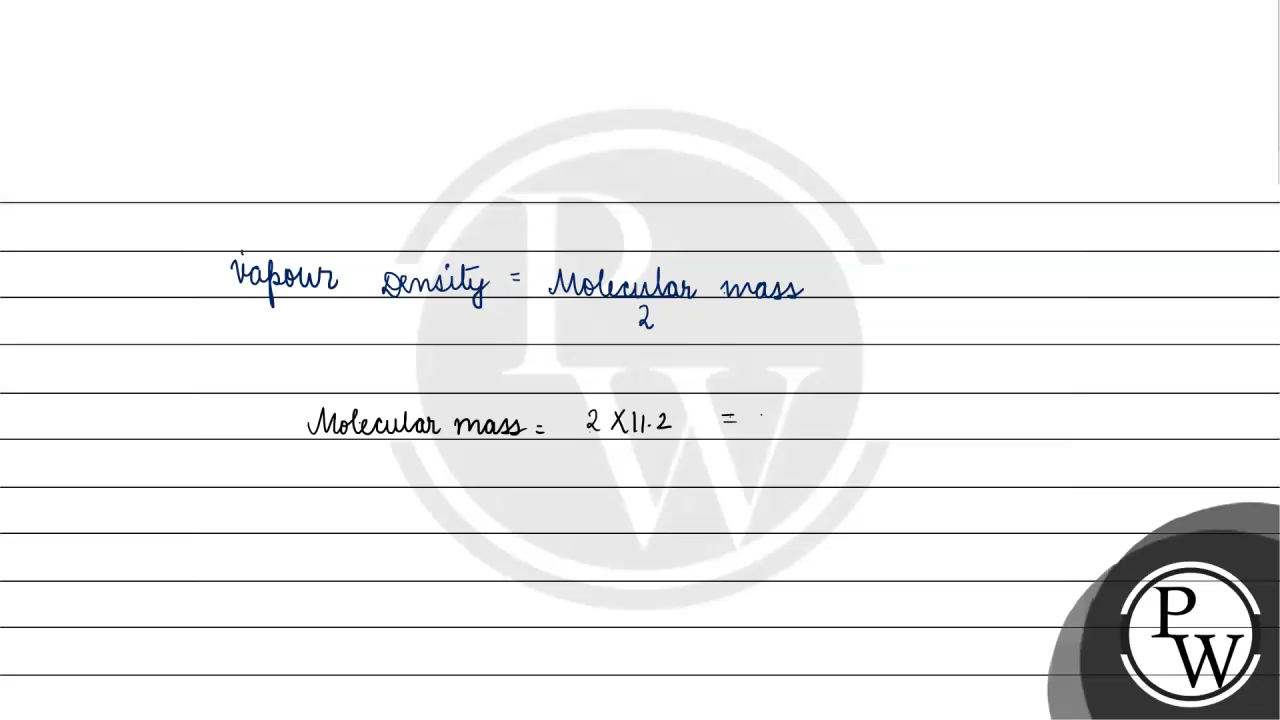 Vapour Density = Molecular mass
2
Molecular mass = 2 X 11.2 =
P
W
P
W